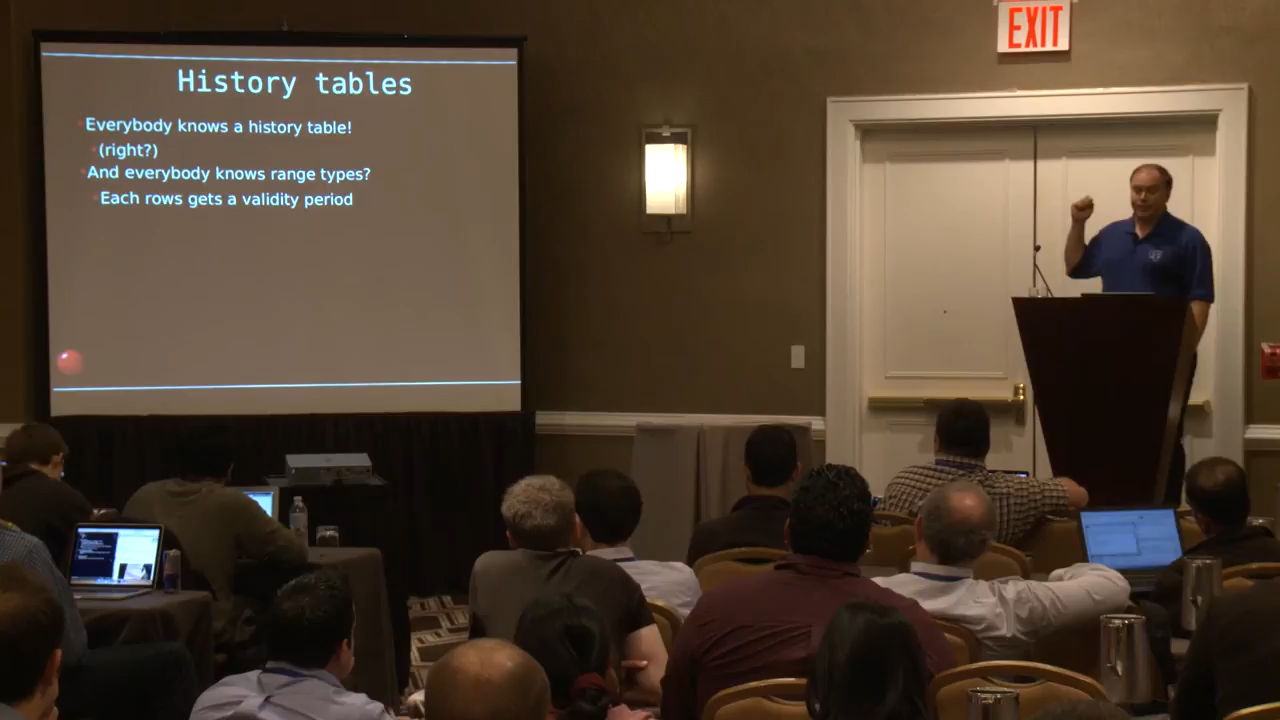 History tables
Everybody knows a history table!
(right?)
And everybody knows range types?
Each rows gets a validity period
EXIT